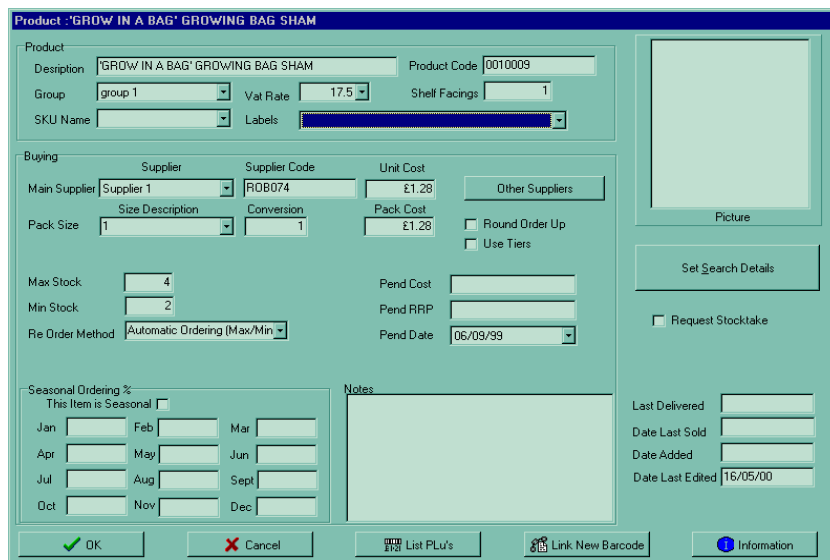 Product :'GROW IN A BAG' GROWING BAG SHAM
Product
Desription 'GROW IN A BAG' GROWING BAG SHAM Product Code 0010009
Group group 1 Vat Rate 17.5 Shelf Facings 1
SKU Name Labels
Picture
Buying
Supplier Supplier Code Unit Cost
Main Supplier Supplier 1 ROB074 £1.28 Other Suppliers
Size Description Conversion Pack Cost
Pack Size 1 1 £1.28 Round Order Up
Use Tiers
Set Search Details
Max Stock 4 Pend Cost
Min Stock 2 Pend RRP
Request Stocktake
Re Order Method Automatic Ordering (Max/Min Pend Date 06/09/99
Seasonal Ordering % Notes
This Item is Seasonal
Jan Feb Mar
Apr May Jun
Jul Aug Sept
Oct Nov Dec
Last Delivered
Date Last Sold
Date Added
Date Last Edited 16/05/00
OK Cancel List PLu's Link New Barcode Information